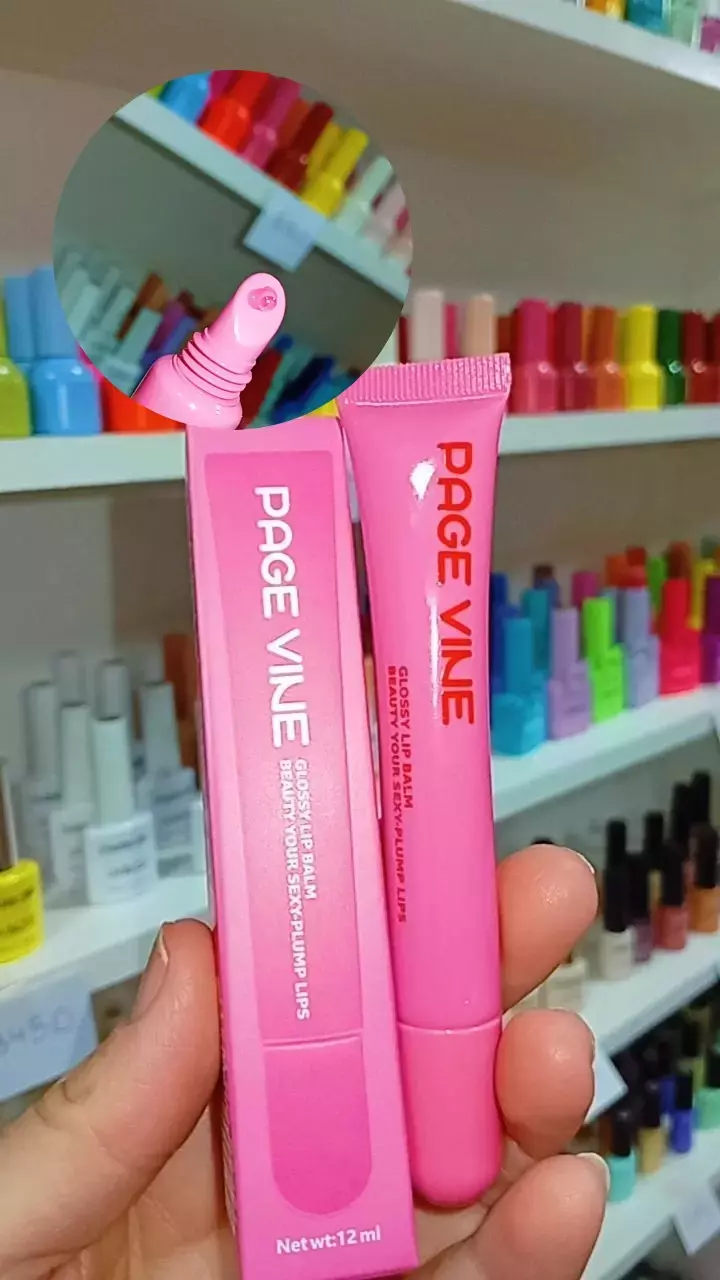 PAGE VINE
GLOSSY LIP BALM
BEAUTY YOUR SEXY·PLUMP LIPS
Net wt:12 ml
PAGE VINE
GLOSSY LIP BALM
BEAUTY YOUR SEXY·PLUMP LIPS